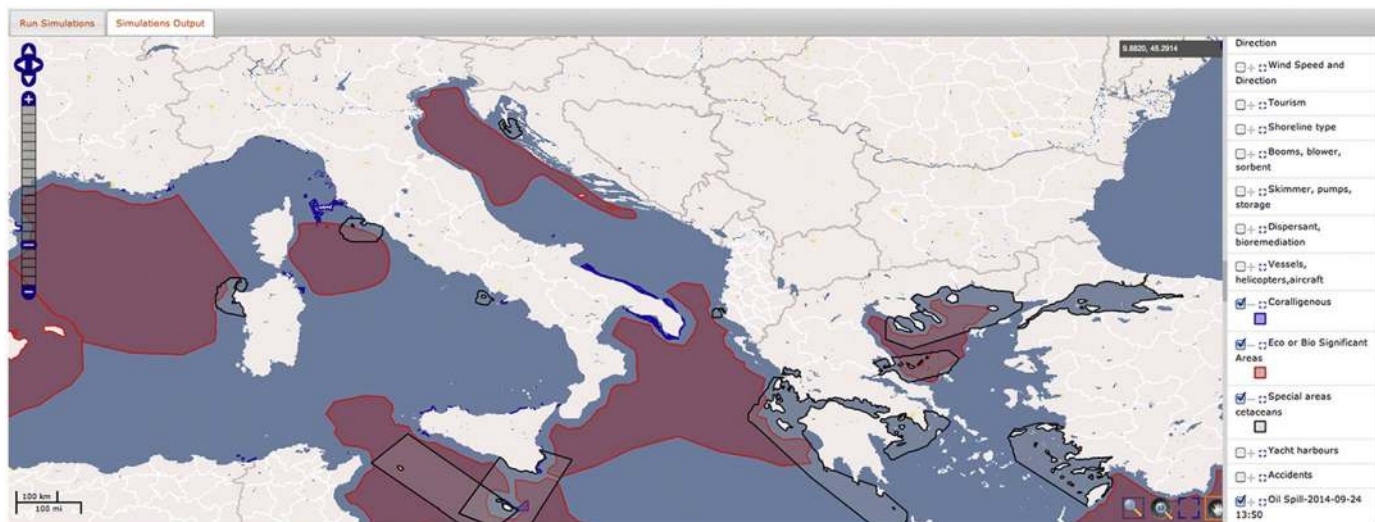 Run Simulations
Simulations Output
9.8820, 45.2914
Direction
Wind Speed and
Direction
Tourism
Shoreline type
Booms, blower,
sorbent
Skimmer, pumps,
storage
Dispersant,
bioremediation
Vessels,
helicopters,aircraft
Coralligenous
Eco or Bio Significant
Areas
Special areas
cetaceans
Yacht harbours
Accidents
Oil Spill-2014-09-24
13:50
100 km
100 mi